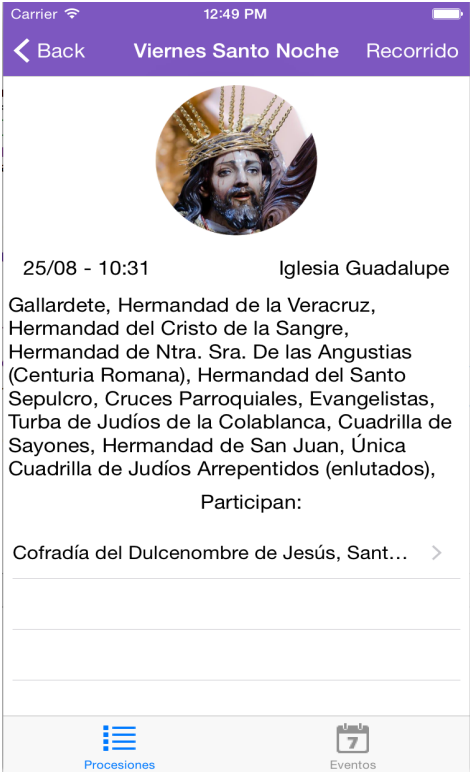 Carrier 12:49 PM
Back Viernes Santo Noche Recorrido
25/08 - 10:31 Iglesia Guadalupe
Gallardete, Hermandad de la Veracruz,
Hermandad del Cristo de la Sangre,
Hermandad de Ntra. Sra. De las Angustias
(Centuria Romana), Hermandad del Santo
Sepulcro, Cruces Parroquiales, Evangelistas,
Turba de Judíos de la Colablanca, Cuadrilla de
Sayones, Hermandad de San Juan, Única
Cuadrilla de Judíos Arrepentidos (enlutados),
Participan:
Cofradía del Dulcenombre de Jesús, Sant...
7
Procesiones Eventos